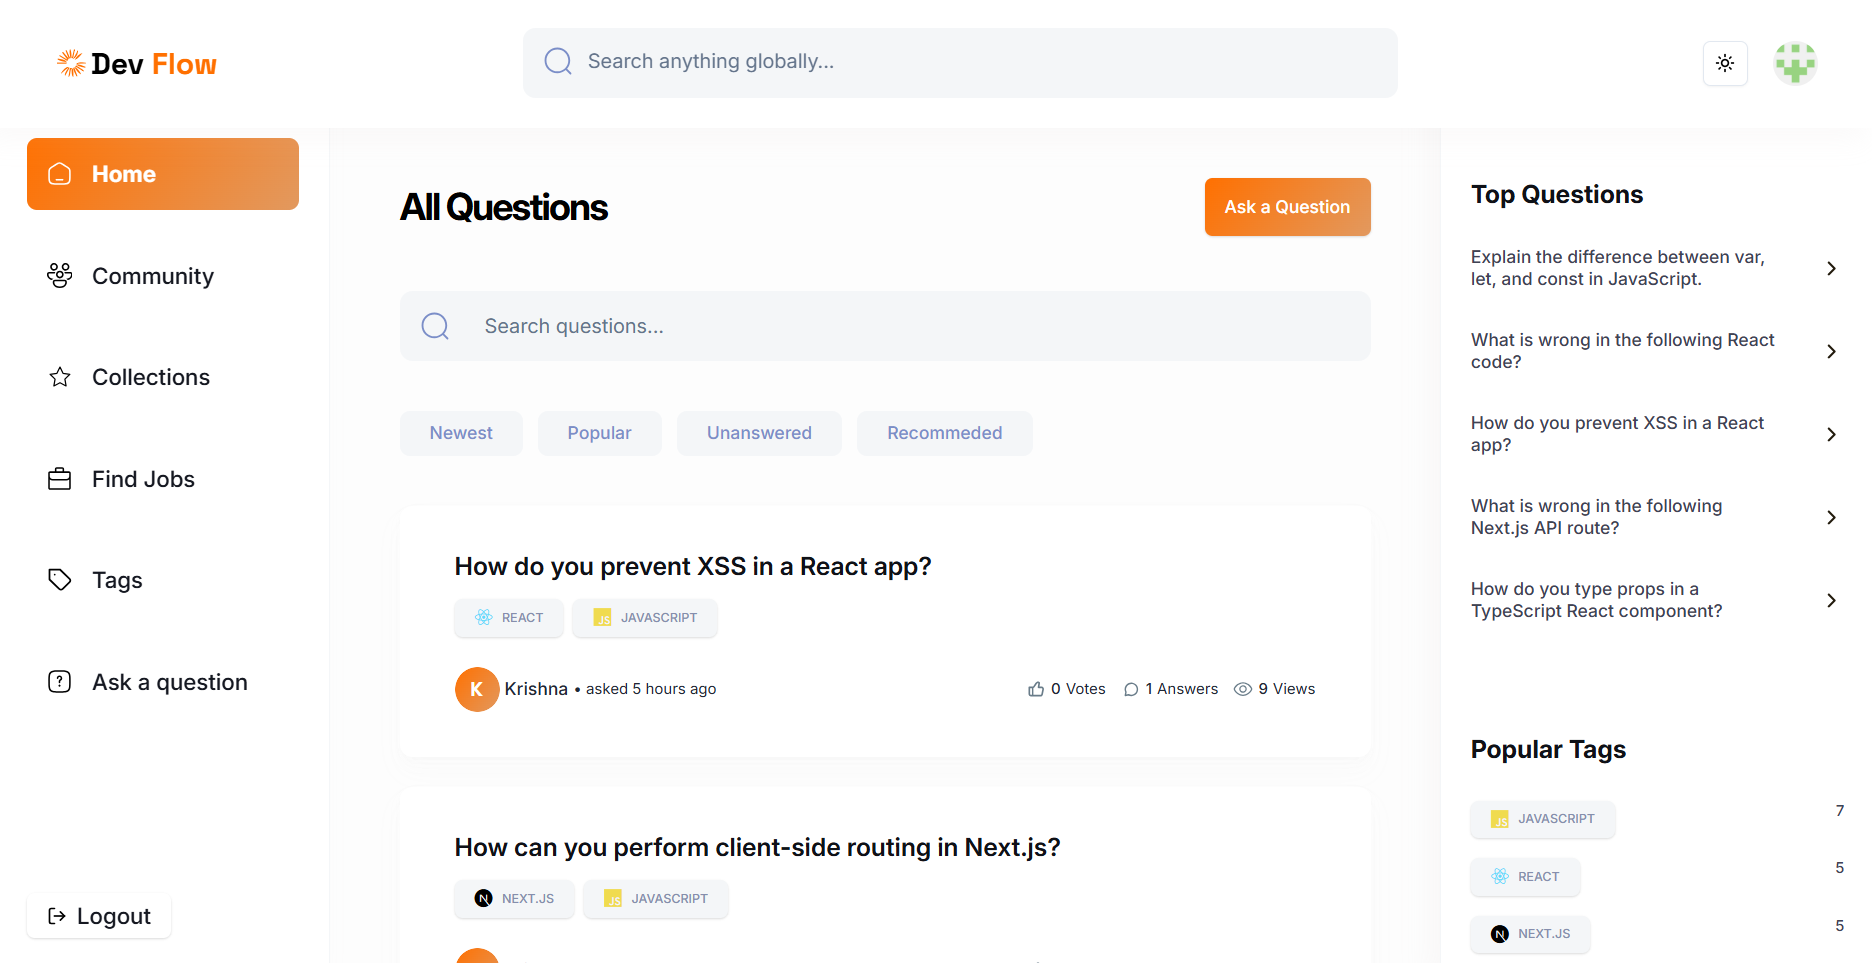 Dev Flow
Search anything globally...
Home
Community
Collections
Find Jobs
Tags
Ask a question
Logout
All Questions
Ask a Question
Search questions...
Newest
Popular
Unanswered
Recommeded
How do you prevent XSS in a React app?
REACT
JS JAVASCRIPT
K Krishna • asked 5 hours ago
0 Votes
1 Answers
9 Views
How can you perform client-side routing in Next.js?
N NEXT.JS
JS JAVASCRIPT
Top Questions
Explain the difference between var,
let, and const in JavaScript.
What is wrong in the following React
code?
How do you prevent XSS in a React
app?
What is wrong in the following
Next.js API route?
How do you type props in a
TypeScript React component?
Popular Tags
JS JAVASCRIPT 7
REACT 5
N NEXT.JS 5